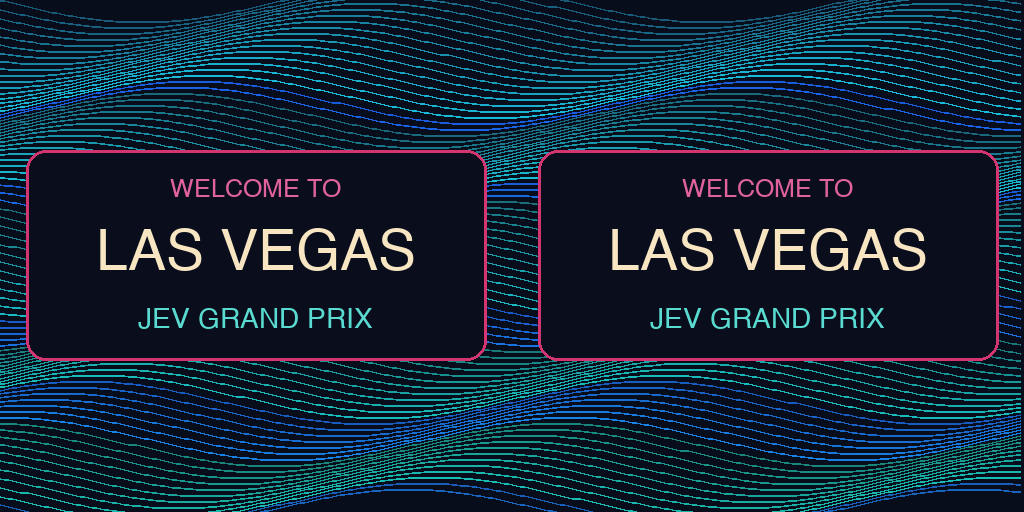 WELCOME TO
LAS VEGAS
JEV GRAND PRIX
WELCOME TO
LAS VEGAS
JEV GRAND PRIX